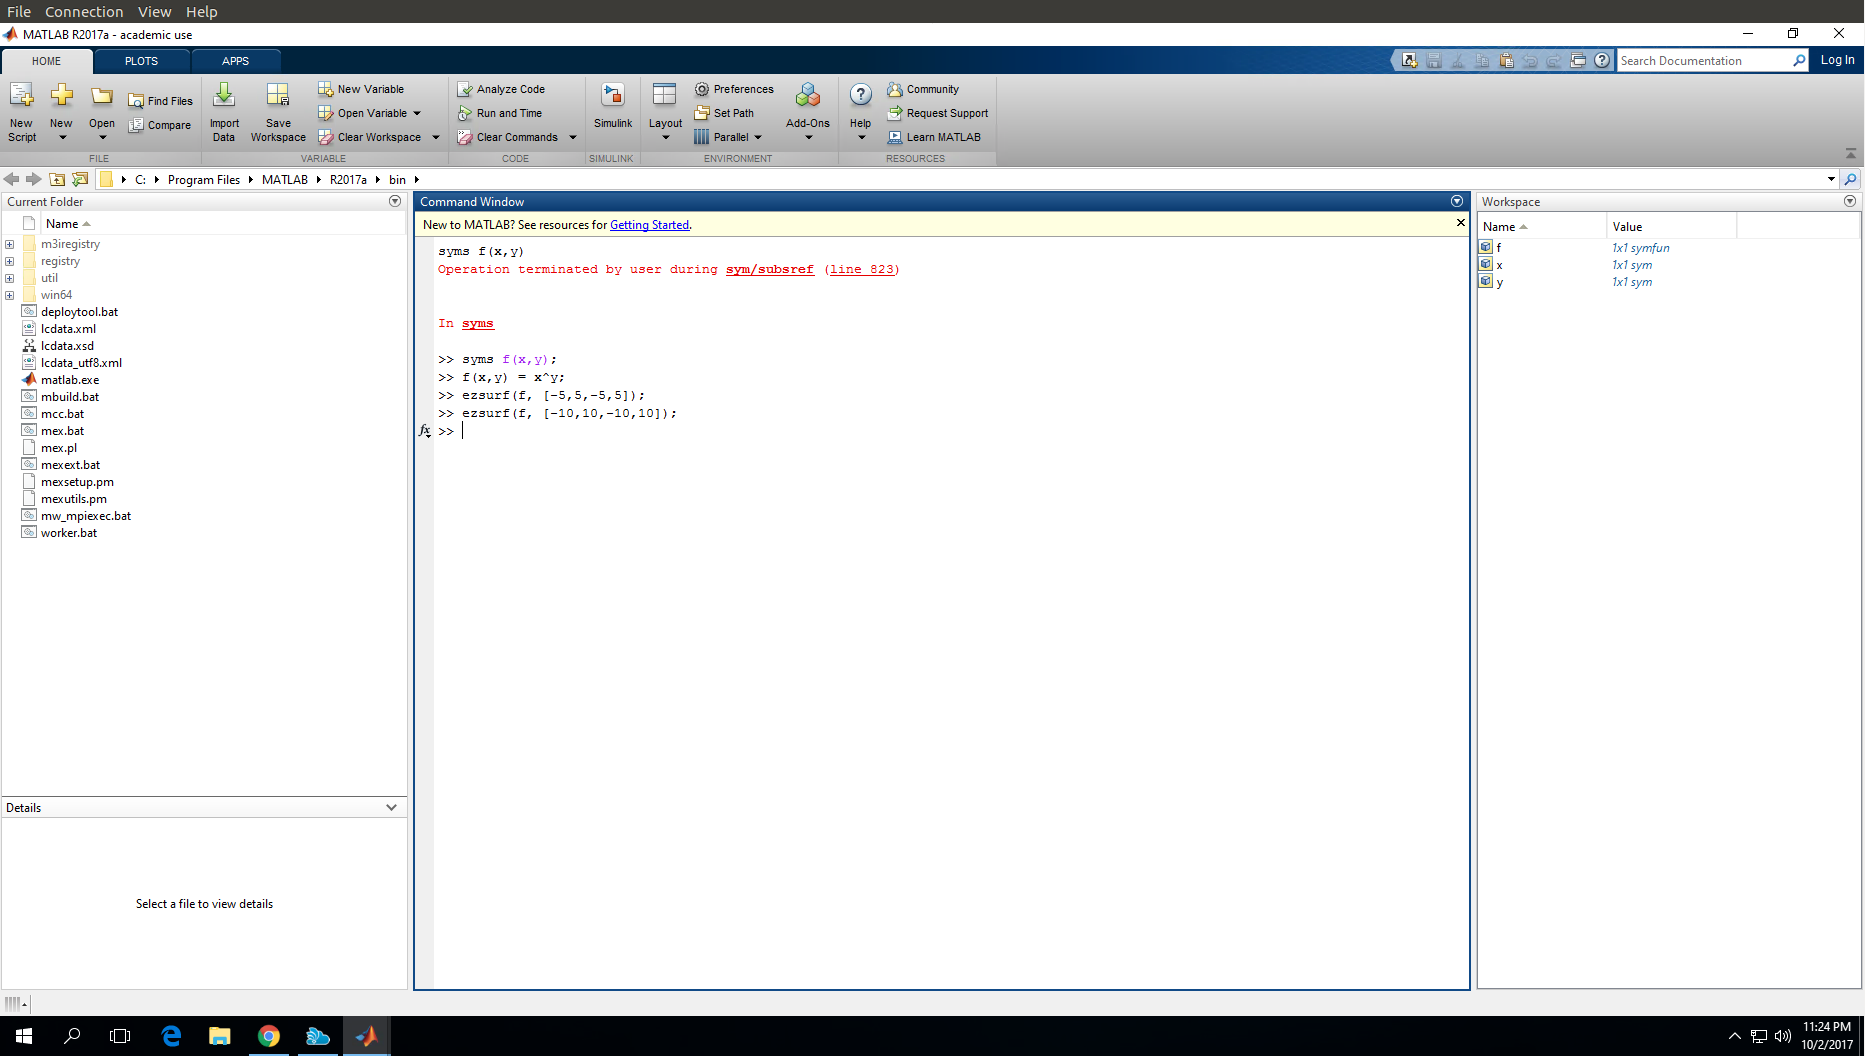 File Connection View Help
MATLAB R2017a - academic use
HOME PLOTS APPS
Search Documentation
Log In
New Script
New
Open
Find Files
Compare
FILE
Import Data
Save Workspace
New Variable
Open Variable
Clear Workspace
VARIABLE
Analyze Code
Run and Time
Clear Commands
CODE
Simulink
SIMULINK
Layout
Preferences
Set Path
Parallel
Add-Ons
ENVIRONMENT
Help
Community
Request Support
Learn MATLAB
RESOURCES
C: Program Files MATLAB R2017a bin
Current Folder
Name
m3iregistry
registry
util
win64
deploytool.bat
lcdata.xml
lcdata.xsd
lcdata_utf8.xml
matlab.exe
mbuild.bat
mcc.bat
mex.bat
mex.pl
mexext.bat
mexsetup.pm
mexutils.pm
mw_mpiexec.bat
worker.bat
Details
Select a file to view details
Command Window
New to MATLAB? See resources for Getting Started.
syms f(x,y)
Operation terminated by user during sym/subsref (line 823)
In syms
>> syms f(x,y);
>> f(x,y) = x^y;
>> ezsurf(f, [-5,5,-5,5]);
>> ezsurf(f, [-10,10,-10,10]);
fx >>
Workspace
Name Value
f 1x1 symfun
x 1x1 sym
y 1x1 sym
11:24 PM
10/2/2017